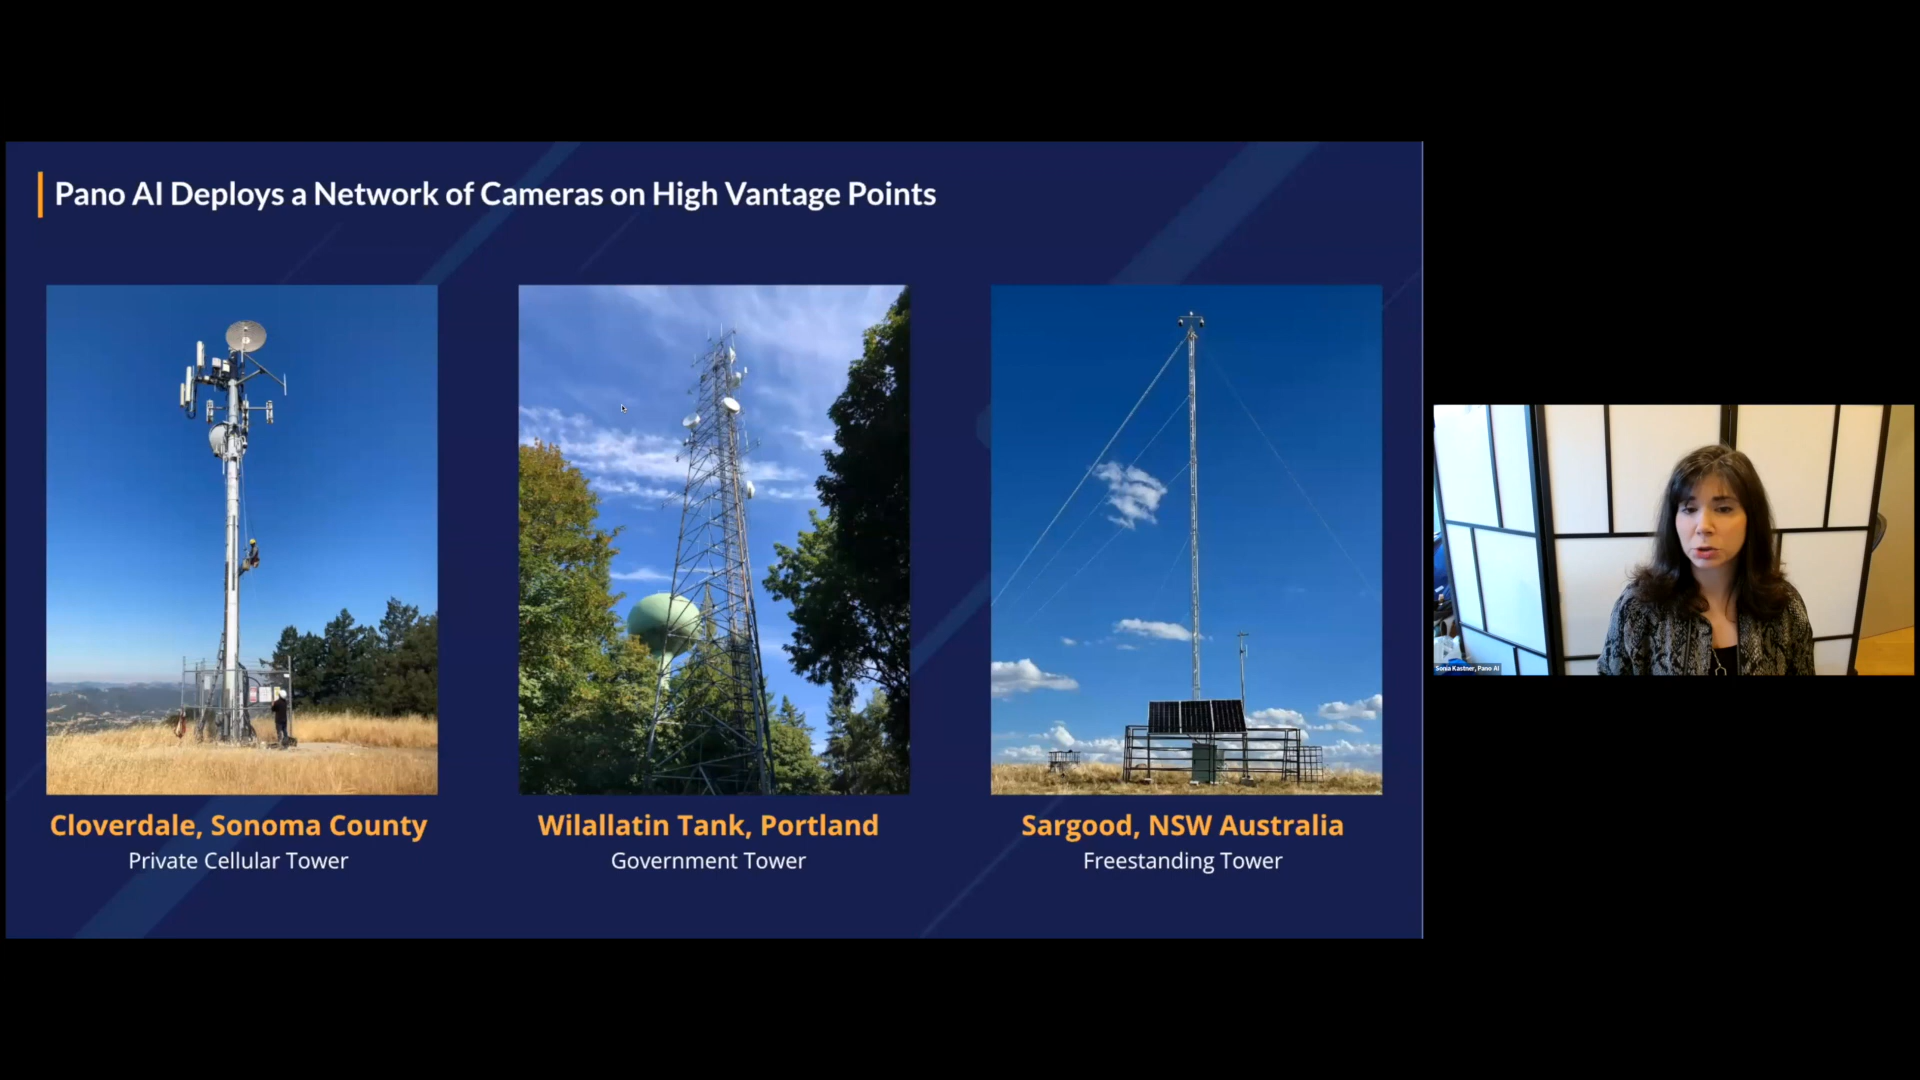 Pano AI Deploys a Network of Cameras on High Vantage Points
Cloverdale, Sonoma County
Private Cellular Tower
Wilallatin Tank, Portland
Government Tower
Sargood, NSW Australia
Freestanding Tower
Sonia Kastner, Pano AI